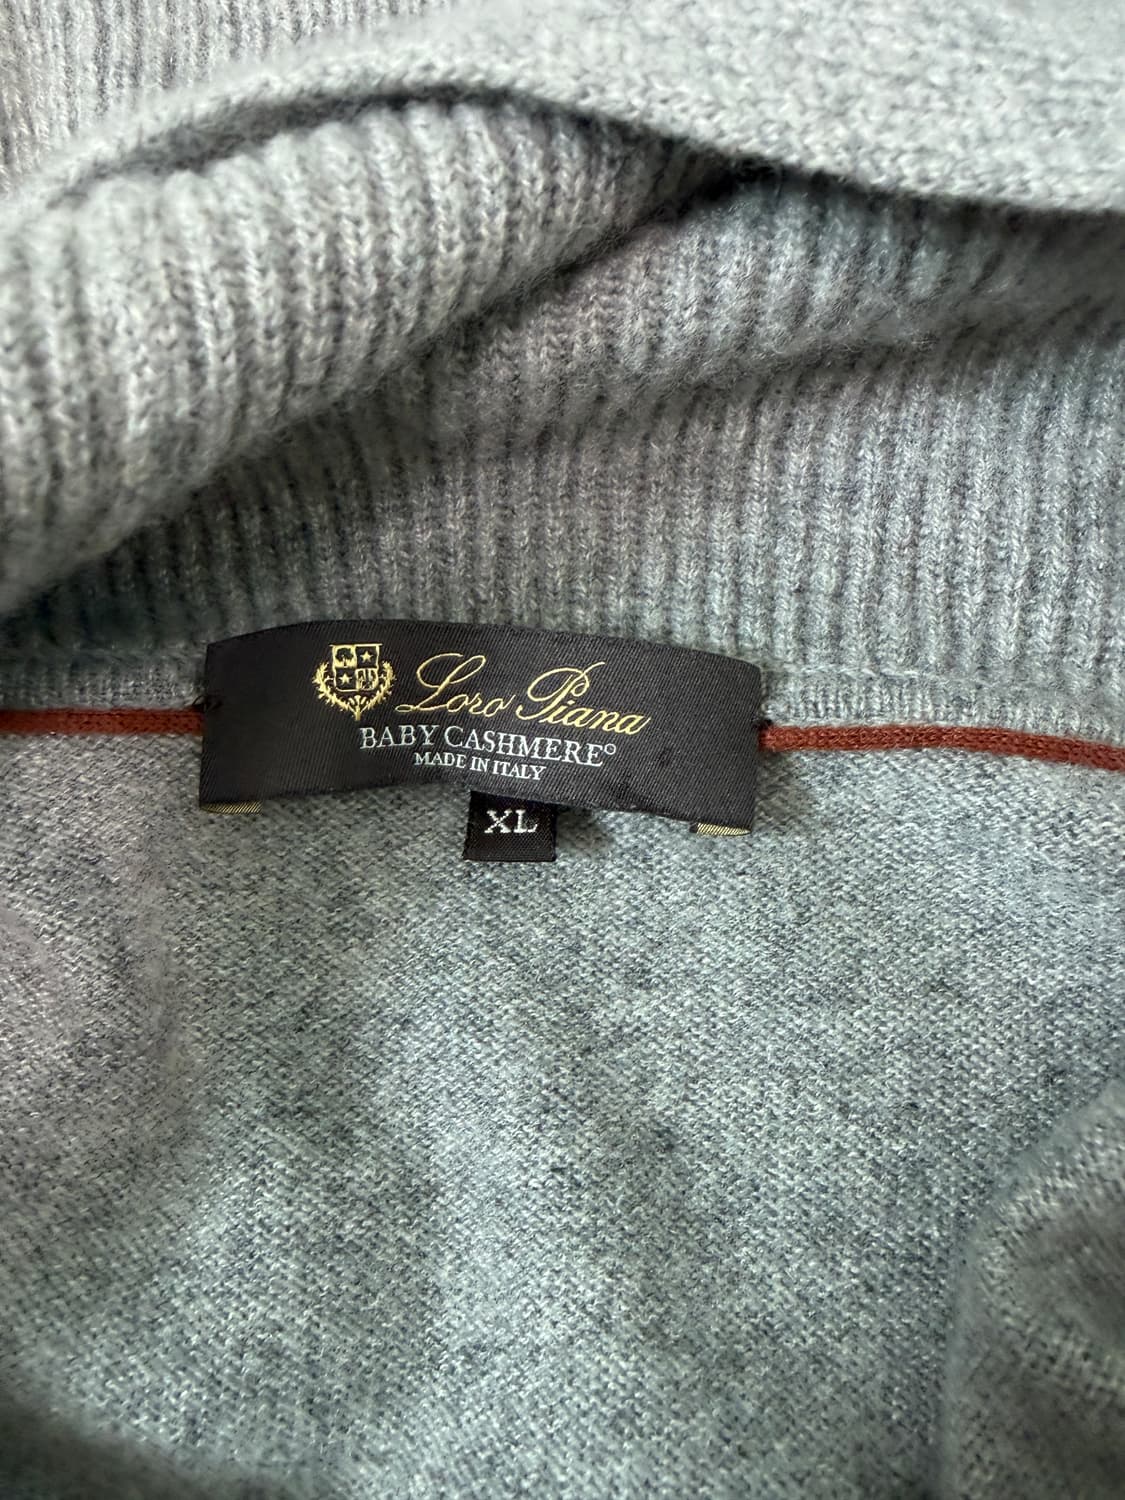 Loro Piana
BABY CASHMERE°
MADE IN ITALY
XL